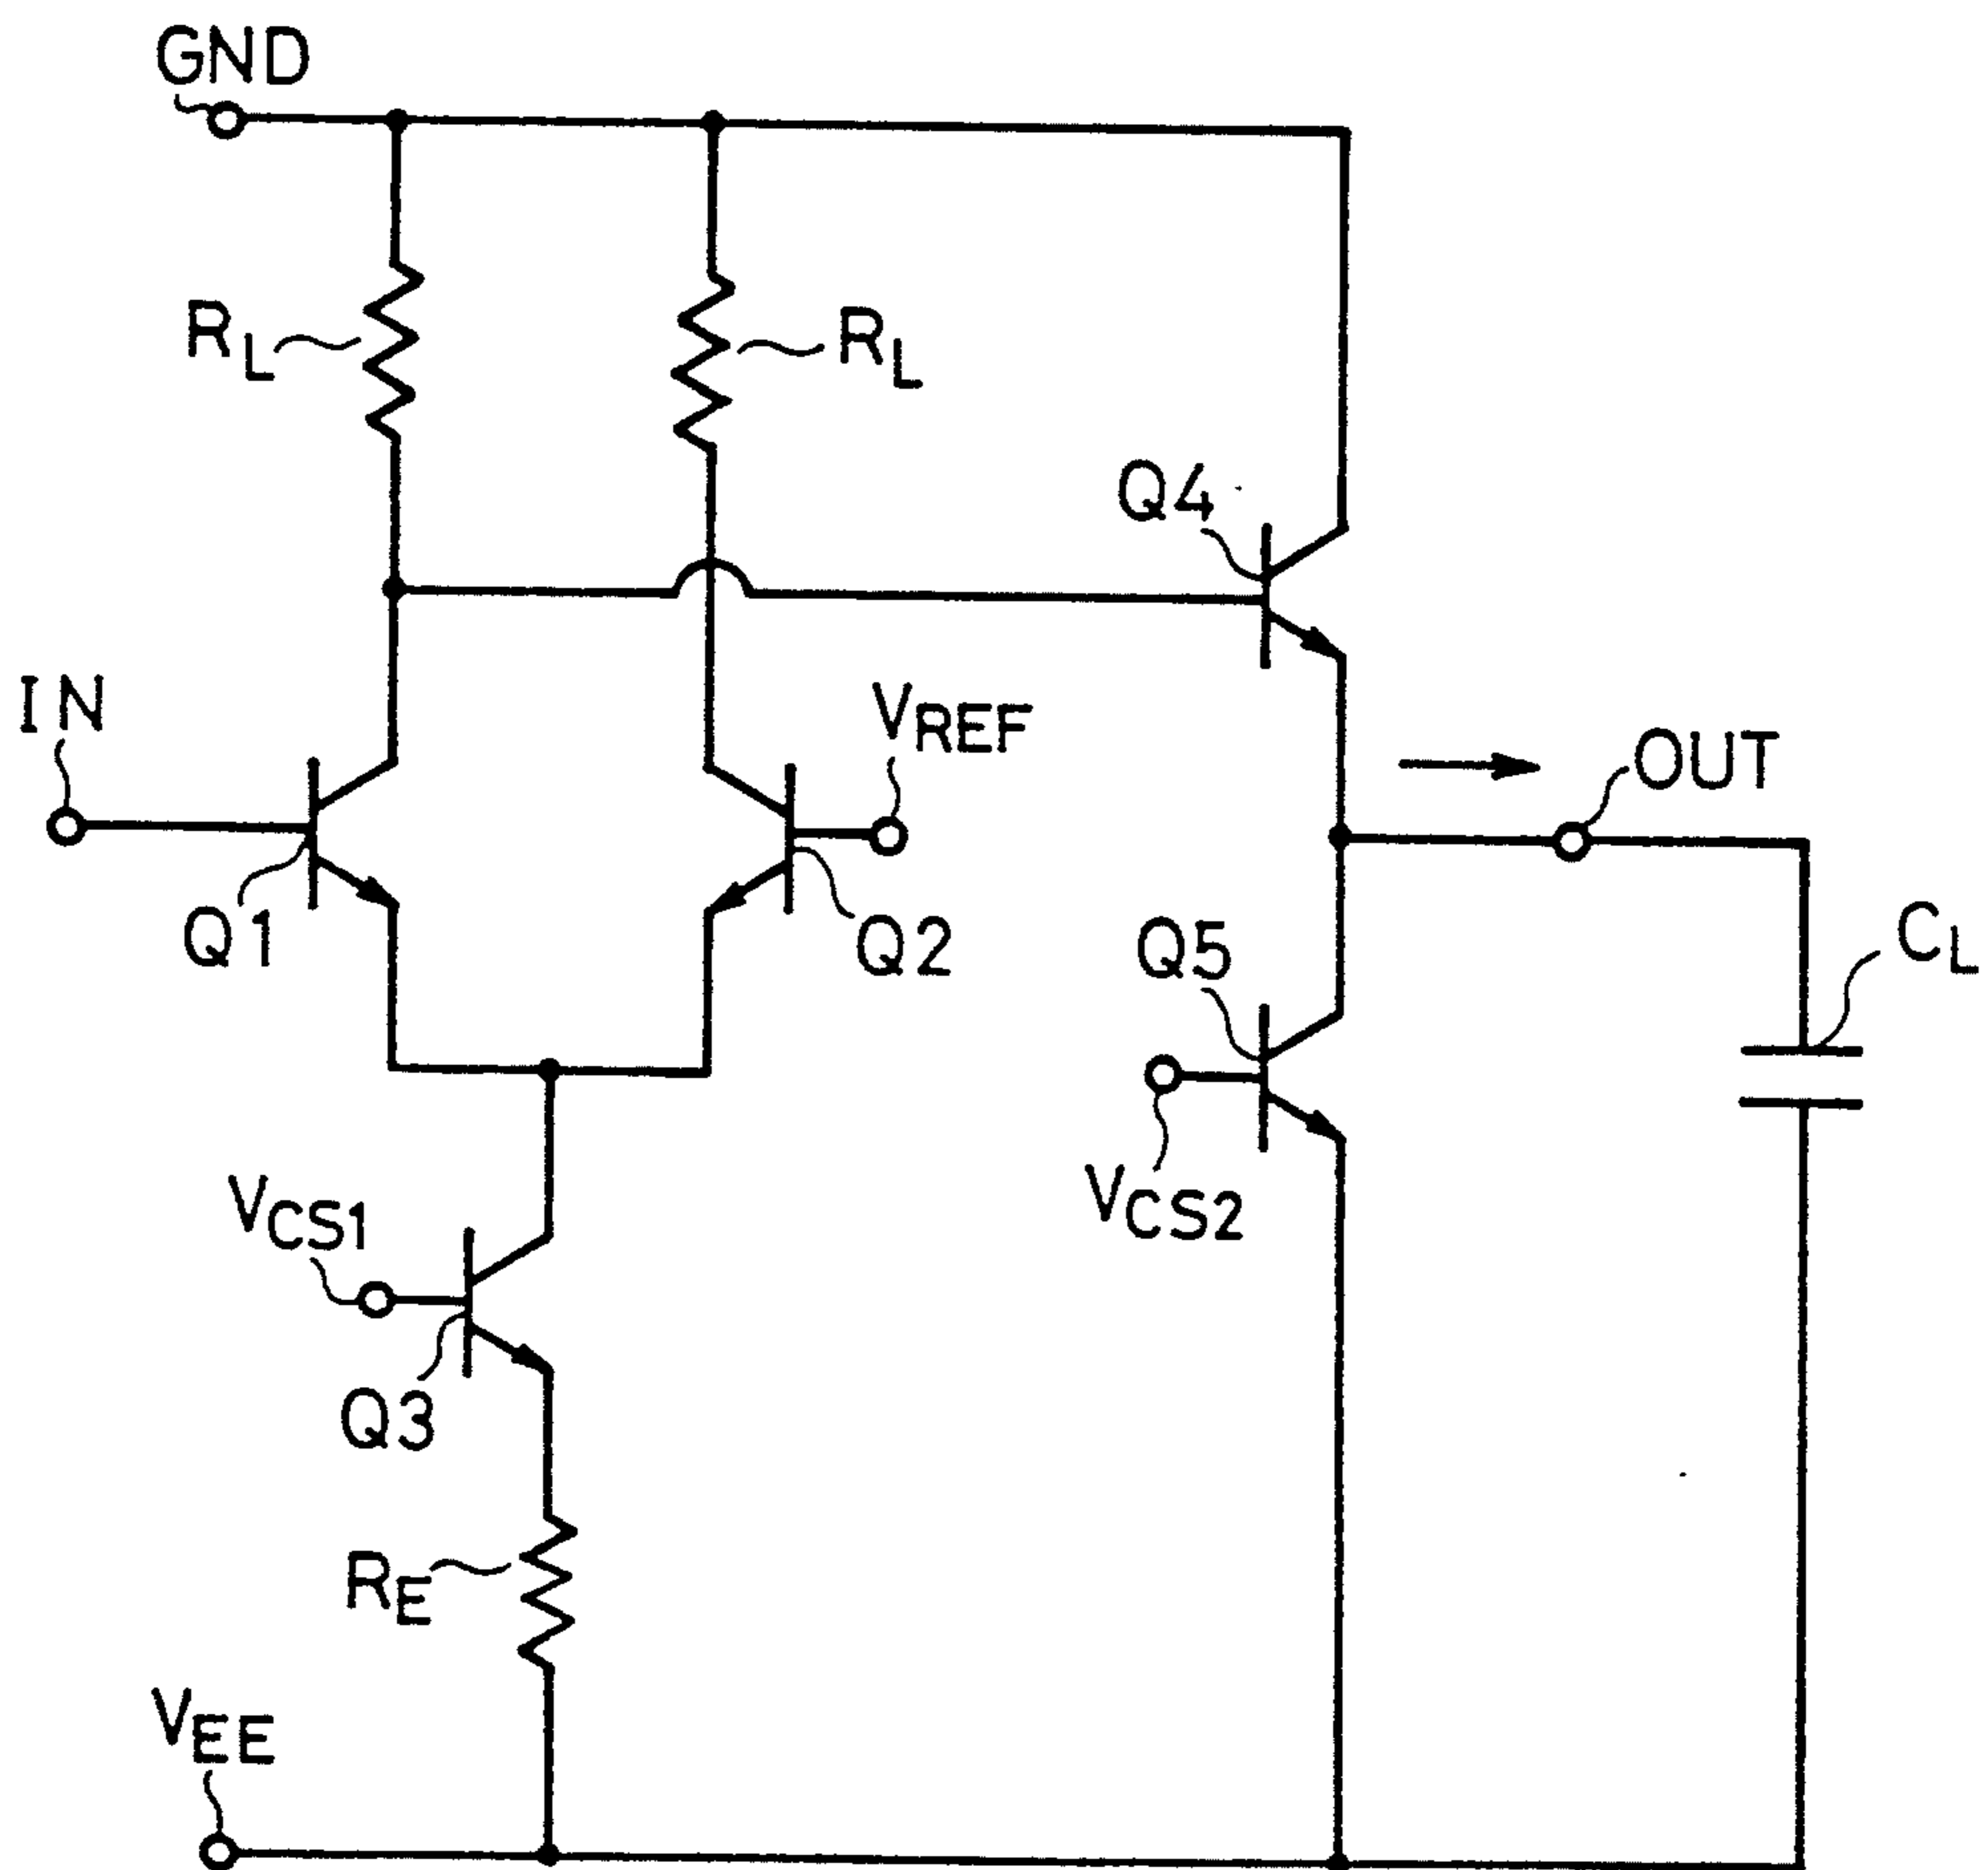 GND
RL
RL
Q4
IN
VREF
OUT
Q1
Q2
Q5
CL
VCS1
VCS2
Q3
RE
VEE